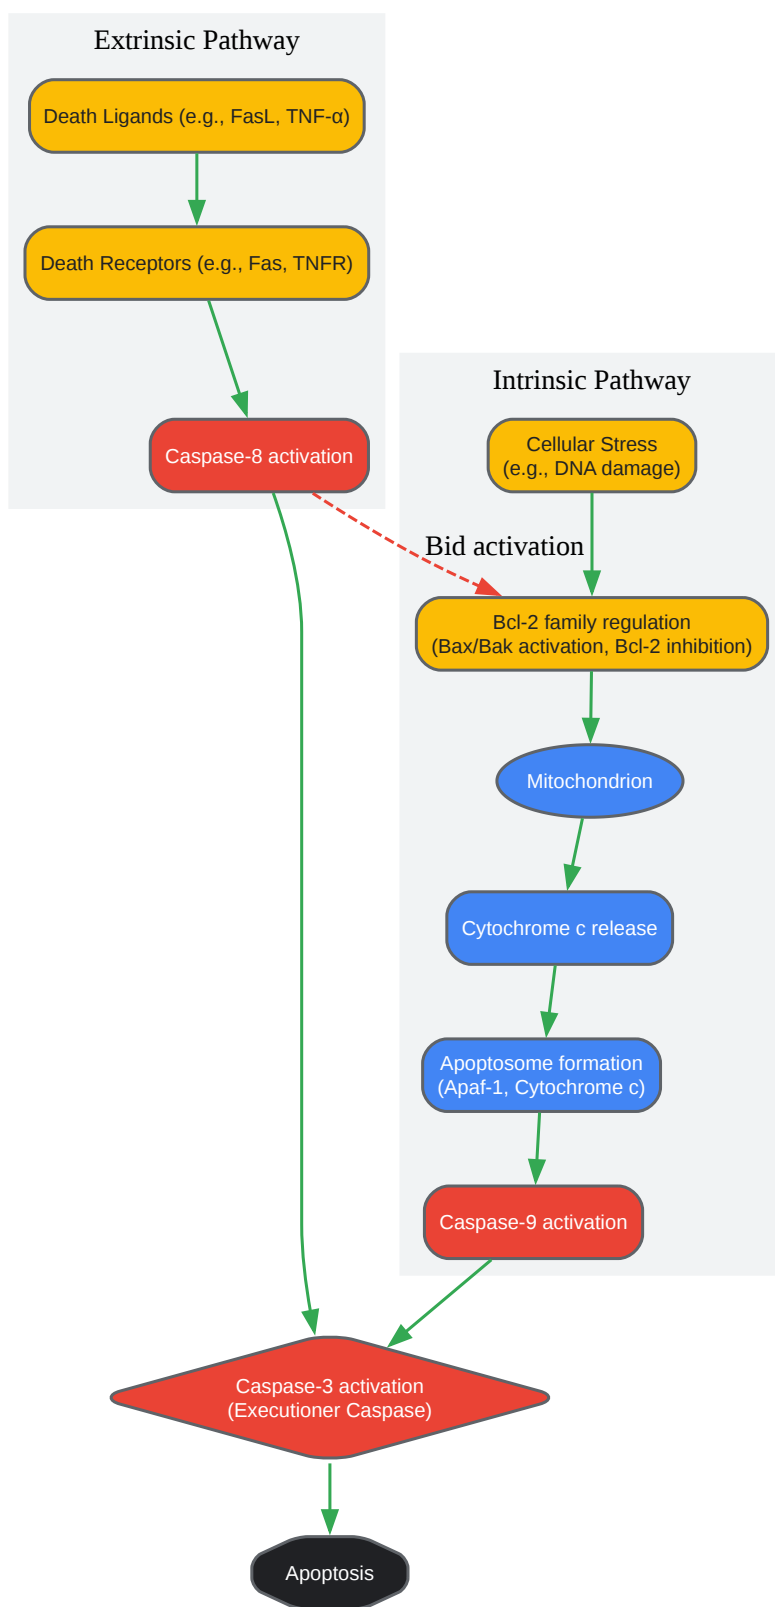 Extrinsic Pathway
Death Ligands (e.g., FasL, TNF-α)
Death Receptors (e.g., Fas, TNFR)
Caspase-8 activation
Intrinsic Pathway
Cellular Stress
(e.g., DNA damage)
Bid activation
Bcl-2 family regulation
(Bax/Bak activation, Bcl-2 inhibition)
Mitochondrion
Cytochrome c release
Apoptosome formation
(Apaf-1, Cytochrome c)
Caspase-9 activation
Caspase-3 activation
(Executioner Caspase)
Apoptosis